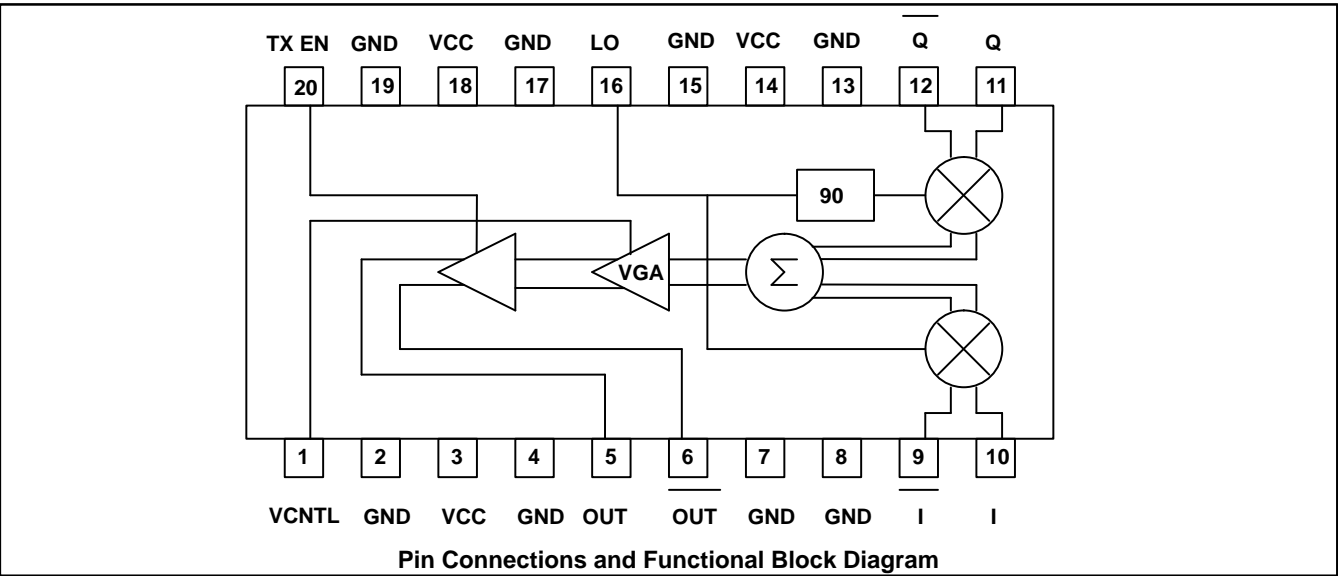 TX EN GND VCC GND LO GND VCC GND Q̅ Q
20 19 18 17 16 15 14 13 12 11
90
VGA
Σ
1 2 3 4 5 6 7 8 9 10
VCNTL GND VCC GND OUT O̅U̅T̅ GND GND I̅ I
Pin Connections and Functional Block Diagram